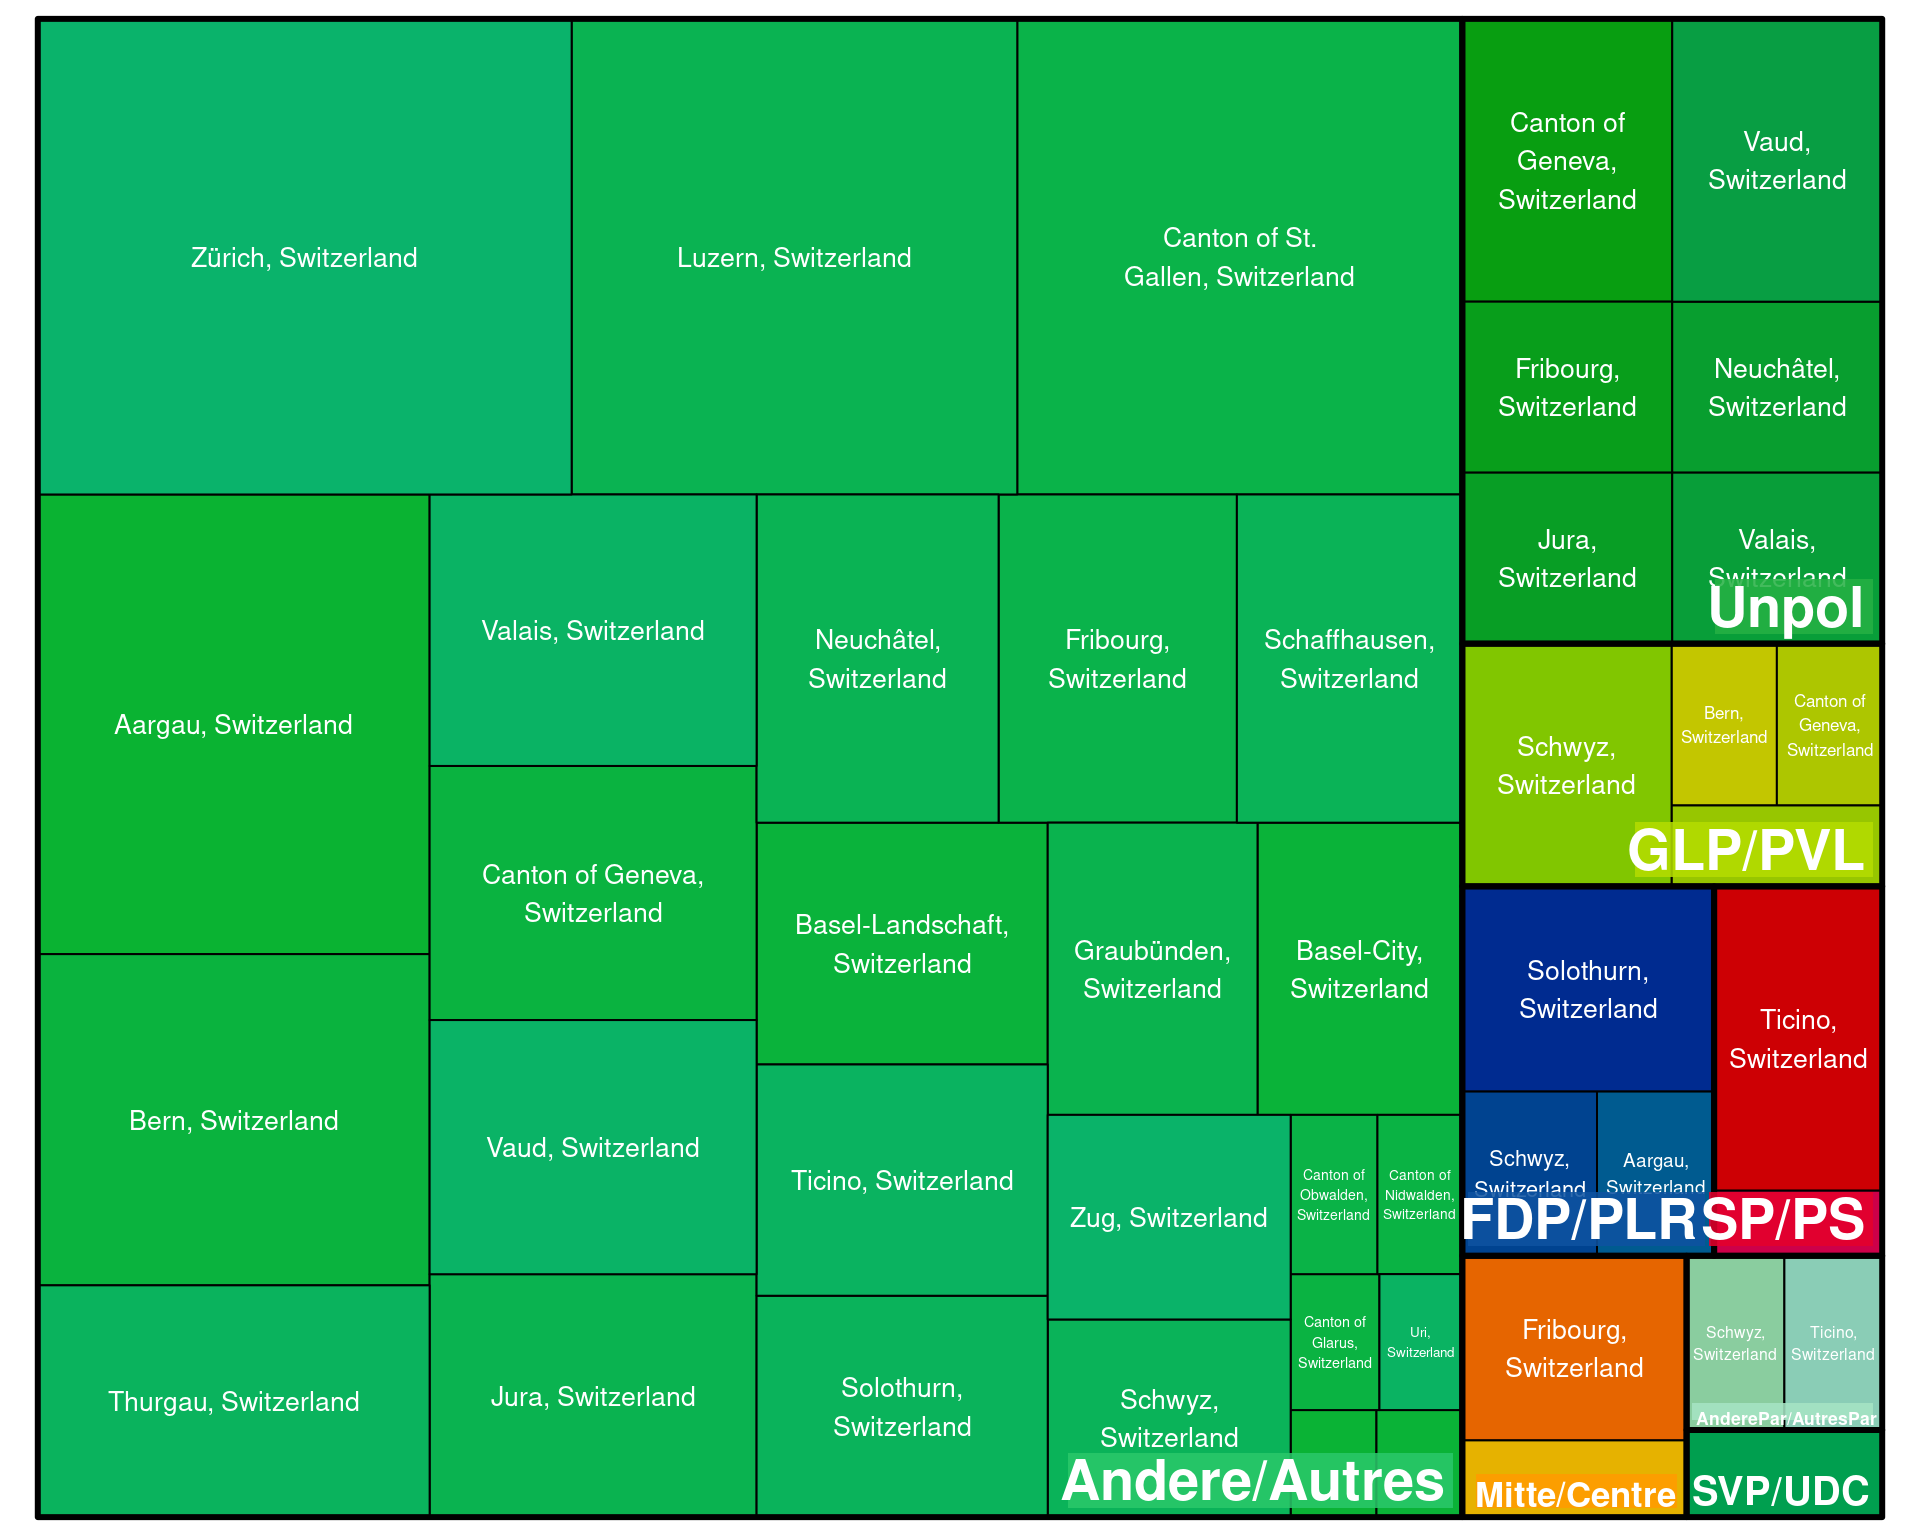 Zürich, Switzerland
Luzern, Switzerland
Canton of St.
Gallen, Switzerland
Aargau, Switzerland
Bern, Switzerland
Thurgau, Switzerland
Valais, Switzerland
Canton of Geneva,
Switzerland
Vaud, Switzerland
Jura, Switzerland
Neuchâtel,
Switzerland
Fribourg,
Switzerland
Schaffhausen,
Switzerland
Basel-Landschaft,
Switzerland
Ticino, Switzerland
Solothurn,
Switzerland
Graubünden,
Switzerland
Basel-City,
Switzerland
Zug, Switzerland
Schwyz,
Switzerland
Canton of
Obwalden,
Switzerland
Canton of
Nidwalden,
Switzerland
Canton of
Glarus,
Switzerland
Uri,
Switzerland
Andere/Autres
Canton of
Geneva,
Switzerland
Vaud,
Switzerland
Fribourg,
Switzerland
Neuchâtel,
Switzerland
Jura,
Switzerland
Valais,
Switzerland
Unpol
Schwyz,
Switzerland
Bern,
Switzerland
Canton of
Geneva,
Switzerland
GLP/PVL
Solothurn,
Switzerland
Schwyz,
Switzerland
Aargau,
Switzerland
FDP/PLR
Ticino,
Switzerland
SP/PS
Fribourg,
Switzerland
Mitte/Centre
Schwyz,
Switzerland
Ticino,
Switzerland
AnderePar/AutresPar
SVP/UDC